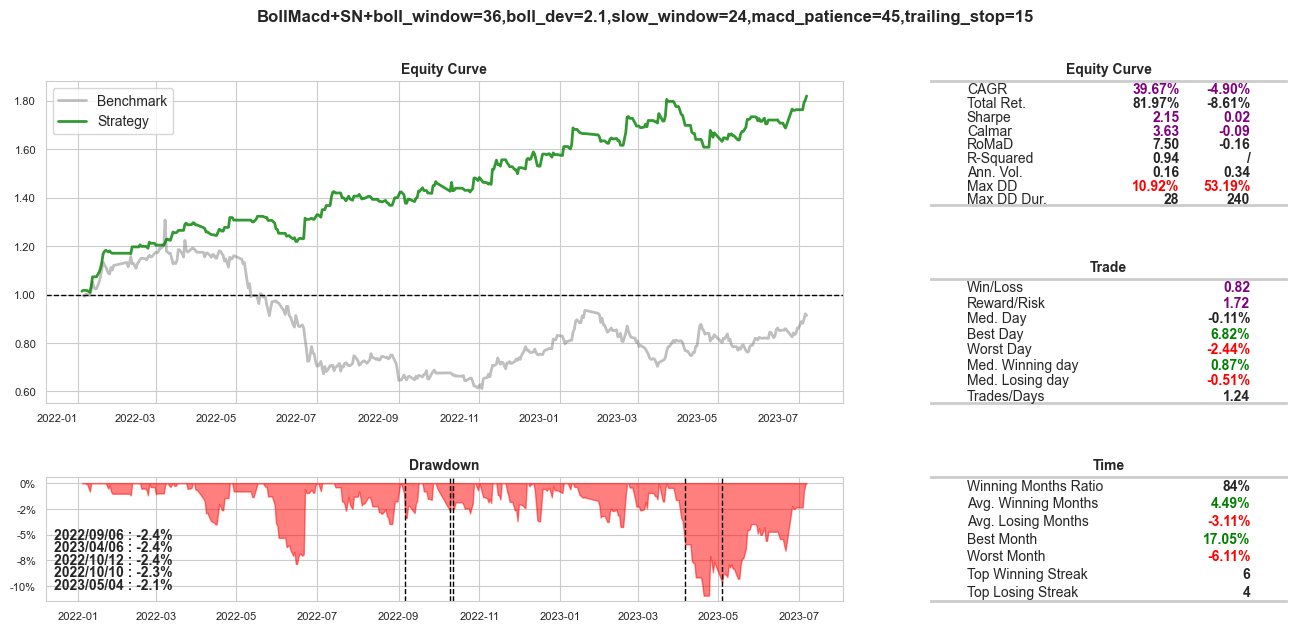 BollMacd+SN+boll_window=36,boll_dev=2.1,slow_window=24,macd_patience=45,trailing_stop=15
Equity Curve
Benchmark
Strategy
1.80
1.60
1.40
1.20
1.00
0.80
0.60
2022-01 2022-03 2022-05 2022-07 2022-09 2022-11 2023-01 2023-03 2023-05 2023-07
Equity Curve
CAGR 39.67% -4.90%
Total Ret. 81.97% -8.61%
Sharpe 2.15 0.02
Calmar 3.63 -0.09
RoMaD 7.50 -0.16
R-Squared 0.94 /
Ann. Vol. 0.16 0.34
Max DD 10.92% 53.19%
Max DD Dur. 28 240
Trade
Win/Loss 0.82
Reward/Risk 1.72
Med. Day -0.11%
Best Day 6.82%
Worst Day -2.44%
Med. Winning day 0.87%
Med. Losing day -0.51%
Trades/Days 1.24
Drawdown
0%
-2%
-5%
-8%
-10%
2022/09/06 : -2.4%
2023/04/06 : -2.4%
2022/10/12 : -2.4%
2022/10/10 : -2.3%
2023/05/04 : -2.1%
2022-01 2022-03 2022-05 2022-07 2022-09 2022-11 2023-01 2023-03 2023-05 2023-07
Time
Winning Months Ratio 84%
Avg. Winning Months 4.49%
Avg. Losing Months -3.11%
Best Month 17.05%
Worst Month -6.11%
Top Winning Streak 6
Top Losing Streak 4